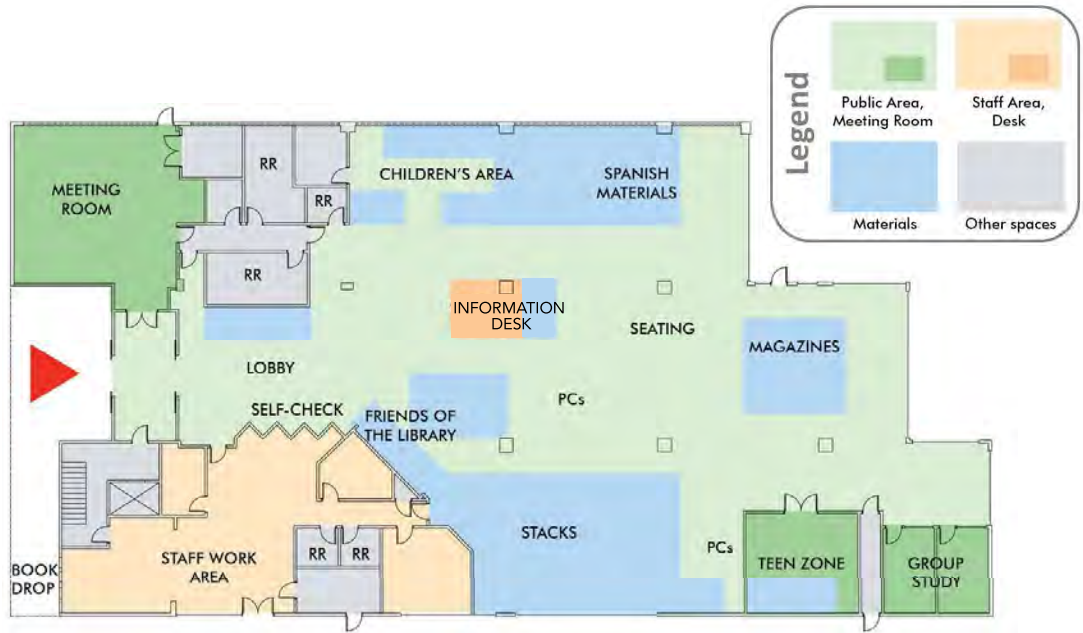 Legend
Public Area,
Meeting Room
Staff Area,
Desk
Materials
Other spaces
MEETING
ROOM
RR
RR
RR
CHILDREN'S AREA
SPANISH
MATERIALS
INFORMATION
DESK
SEATING
MAGAZINES
LOBBY
SELF-CHECK
FRIENDS OF
THE LIBRARY
PCs
STACKS
PCs
TEEN ZONE
GROUP
STUDY
STAFF WORK
AREA
RR
RR
BOOK
DROP